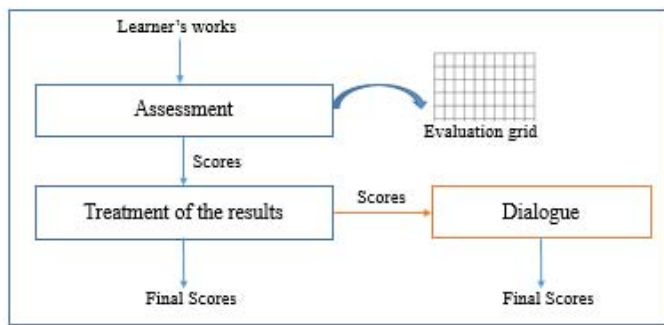 Learner's works
Assessment
Evaluation grid
Scores
Treatment of the results
Scores
Dialogue
Final Scores
Final Scores